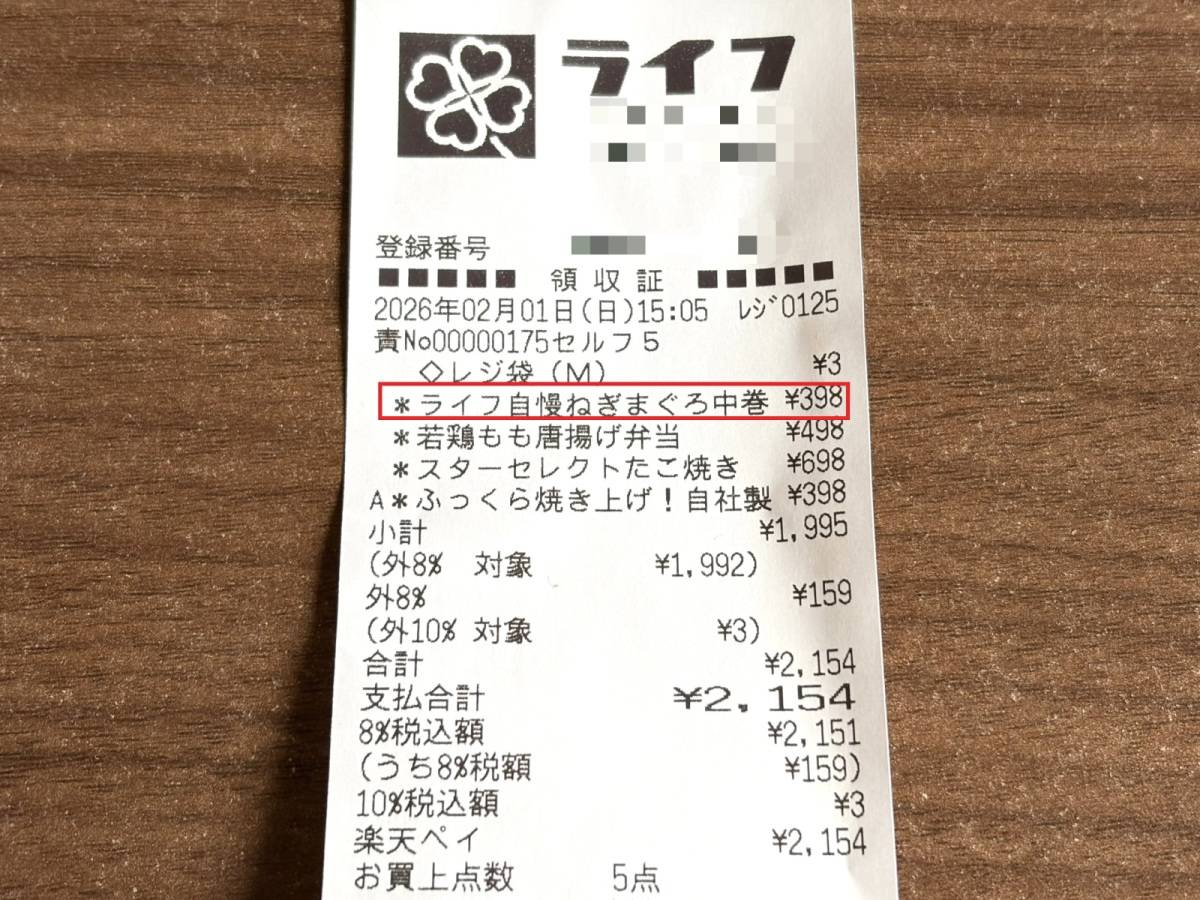 ライフ
登録番号
■■■■■ 領収証 ■■■■■
2026年02月01日(日)15:05 ﾚｼﾞ0125
責No00000175セルフ5
◇レジ袋(M) ¥3
*ライフ自慢ねぎまぐろ中巻 ¥398
*若鶏もも唐揚げ弁当 ¥498
*スターセレクトたこ焼き ¥698
A*ふっくら焼き上げ!自社製 ¥398
小計 ¥1,995
(外8% 対象 ¥1,992)
外8% ¥159
(外10% 対象 ¥3)
合計 ¥2,154
支払合計 ¥2,154
8%税込額 ¥2,151
(うち8%税額 ¥159)
10%税込額 ¥3
楽天ペイ ¥2,154
お買上点数 5点